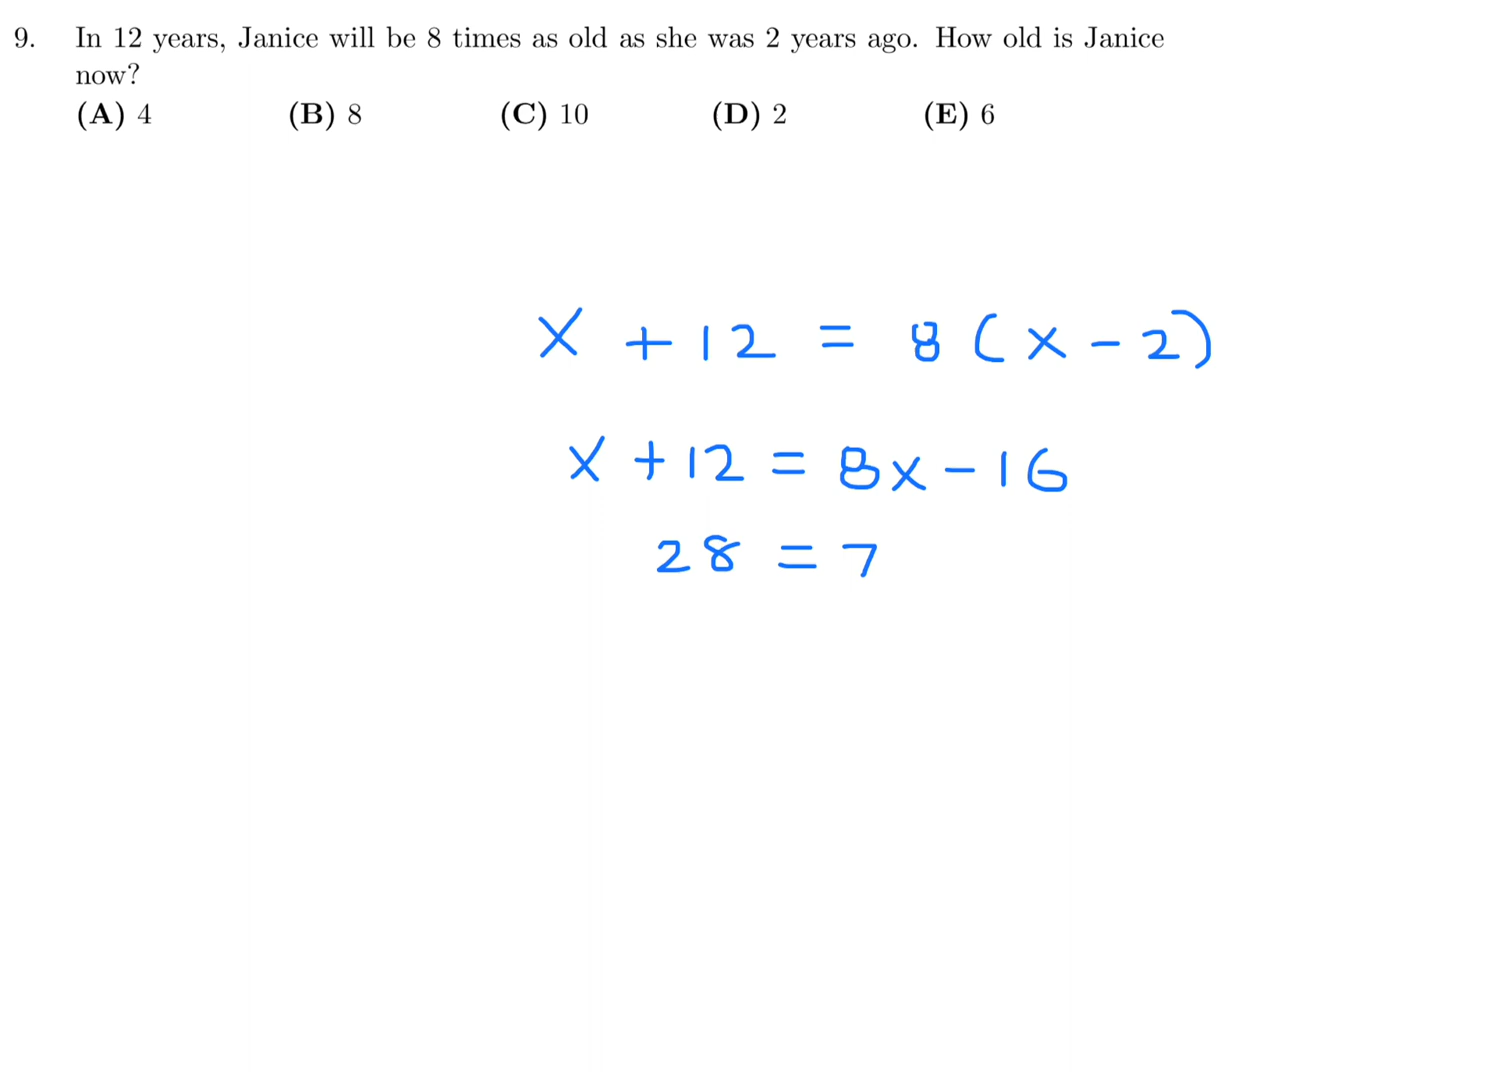 9. In 12 years, Janice will be 8 times as old as she was 2 years ago. How old is Janice
now?
(A) 4 (B) 8 (C) 10 (D) 2 (E) 6
x + 12 = 8 ( x - 2 )
x + 12 = 8x - 16
28 = 7